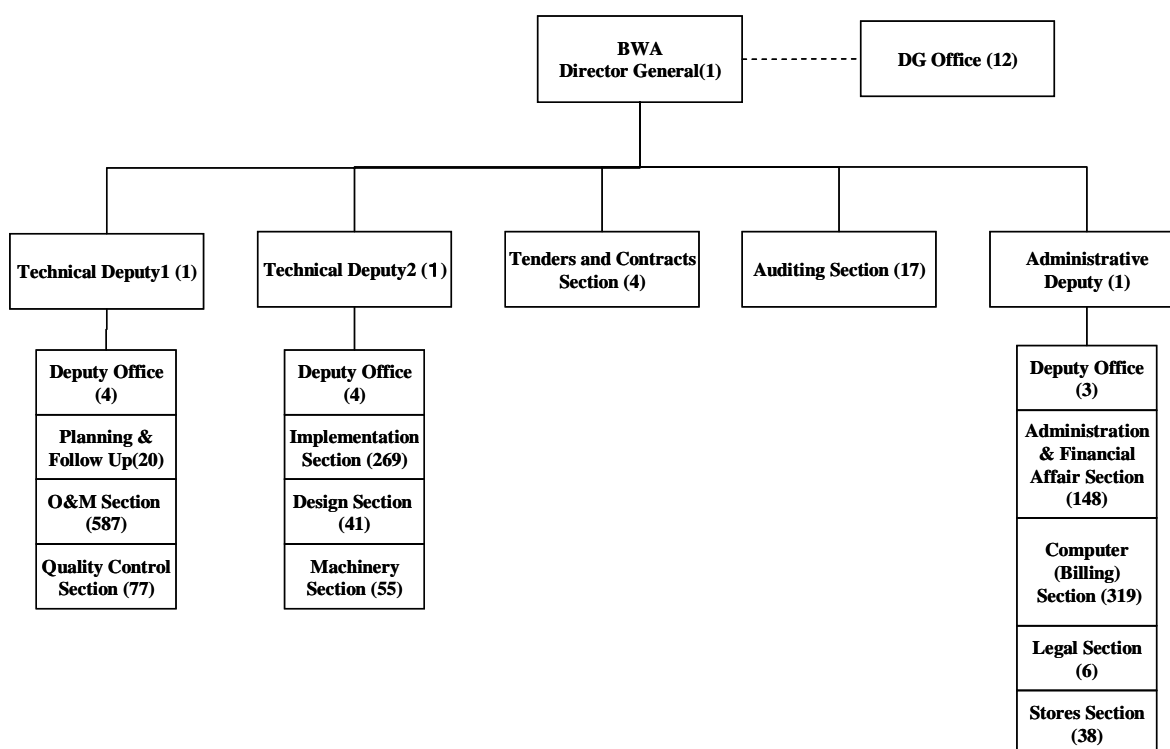 BWA
Director General(1)
DG Office (12)
Technical Deputy1 (1)
Technical Deputy2 (1)
Tenders and Contracts
Section (4)
Auditing Section (17)
Administrative
Deputy (1)
Deputy Office
(4)
Planning &
Follow Up(20)
O&M Section
(587)
Quality Control
Section (77)
Deputy Office
(4)
Implementation
Section (269)
Design Section
(41)
Machinery
Section (55)
Deputy Office
(3)
Administration
& Financial
Affair Section
(148)
Computer
(Billing)
Section (319)
Legal Section
(6)
Stores Section
(38)